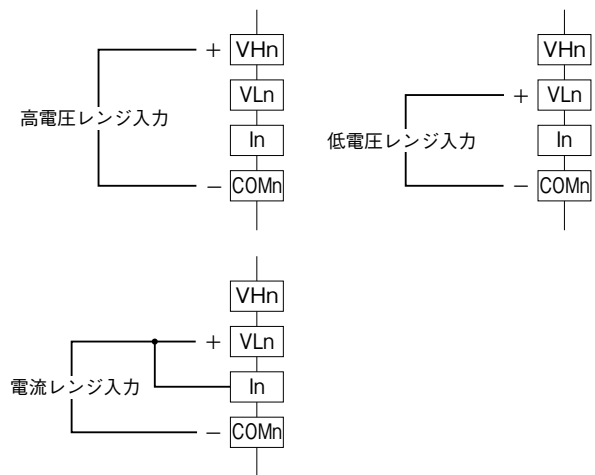 + VHn
VLn
高電圧レンジ入力
In
− COMn
VHn
+ VLn
低電圧レンジ入力
In
− COMn
VHn
+ VLn
電流レンジ入力
In
− COMn